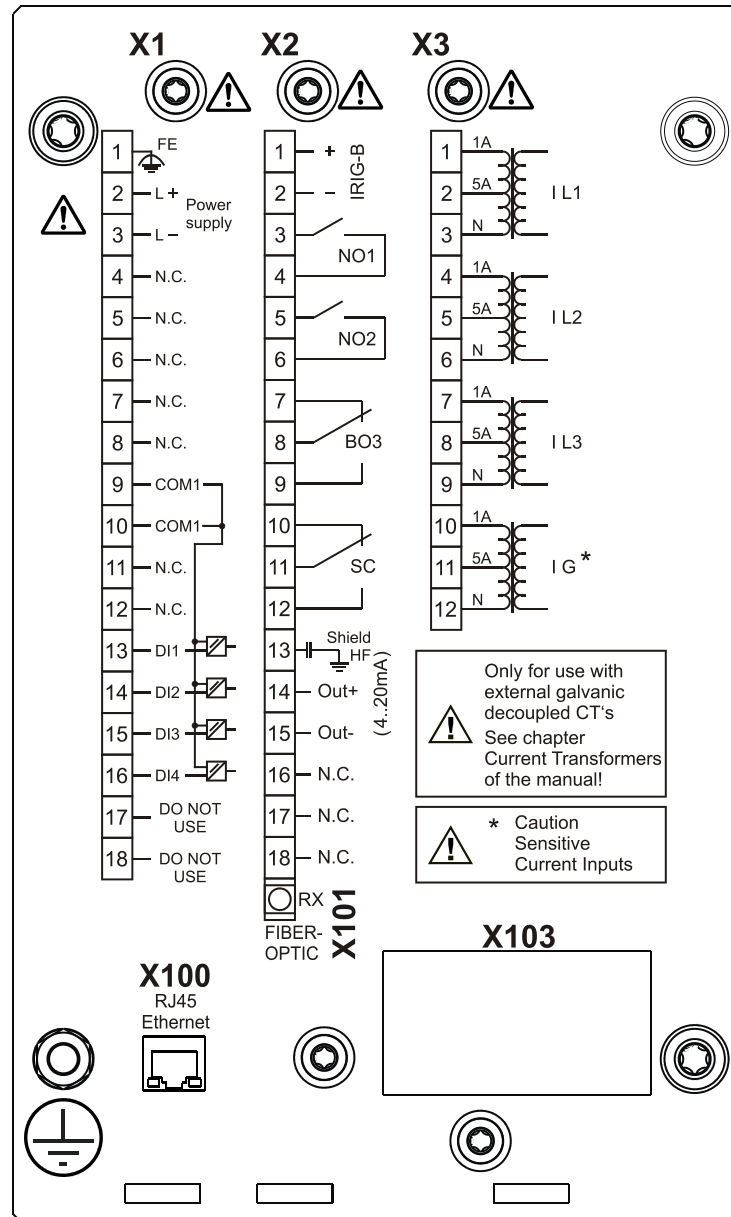 X1
X2
X3
1 FE
2 L+
3 L−
Power
supply
4 N.C.
5 N.C.
6 N.C.
7 N.C.
8 N.C.
9 COM1
10 COM1
11 N.C.
12 N.C.
13 DI1
14 DI2
15 DI3
16 DI4
17 DO NOT
USE
18 DO NOT
USE
1 +
2 −
IRIG-B
3
4
NO1
5
6
NO2
7
8
9
BO3
10
11
12
SC
13 Shield
HF
14 Out+
15 Out-
(4..20mA)
16 N.C.
17 N.C.
18 N.C.
RX
FIBER-
OPTIC
X101
1 1A
2 5A
3 N
I L1
4 1A
5 5A
6 N
I L2
7 1A
8 5A
9 N
I L3
10 1A
11 5A
12 N
I G*
Only for use with
external galvanic
decoupled CT‘s
See chapter
Current Transformers
of the manual!
* Caution
Sensitive
Current Inputs
X103
X100
RJ45
Ethernet